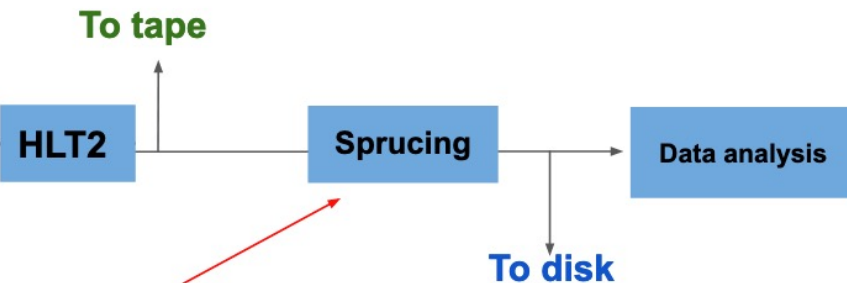 To tape
HLT2
Sprucing
Data analysis
To disk